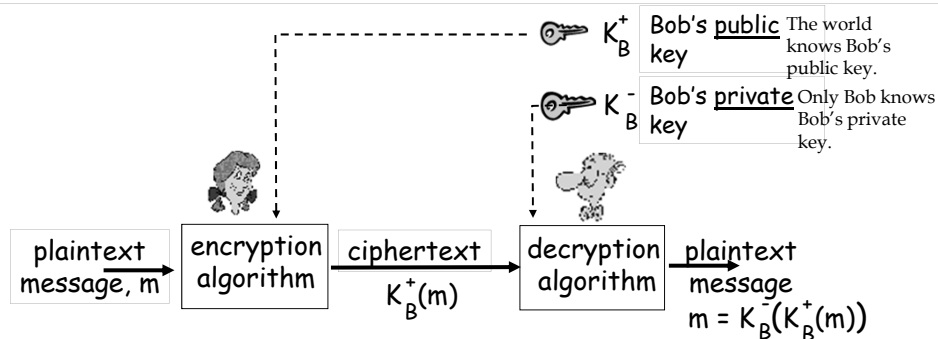 K_B^+ Bob's public key
The world knows Bob's public key.
K_B^- Bob's private key
Only Bob knows Bob's private key.
plaintext
message, m
encryption
algorithm
ciphertext
K_B^+(m)
decryption
algorithm
plaintext
message
m = K_B^-(K_B^+(m))